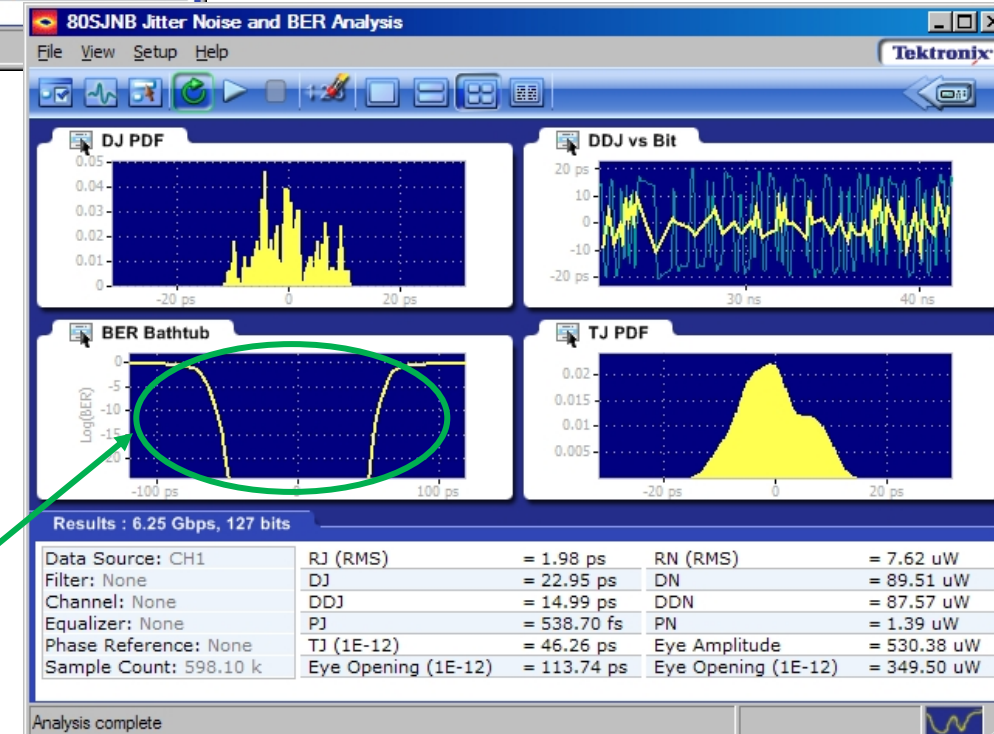 80SJNB Jitter Noise and BER Analysis
File View Setup Help
Tektronix
DJ PDF
0.05
0.04
0.03
0.02
0.01
0
-20 ps 0 20 ps
DDJ vs Bit
20 ps
10
0
-10
-20 ps
30 ns 40 ns
BER Bathtub
Log(BER)
0
-5
-10
-15
20
-100 ps 0 100 ps
TJ PDF
0.02
0.015
0.01
0.005
-20 ps 0 20 ps
Results : 6.25 Gbps, 127 bits
Data Source: CH1 RJ (RMS) = 1.98 ps RN (RMS) = 7.62 uW
Filter: None DJ = 22.95 ps DN = 89.51 uW
Channel: None DDJ = 14.99 ps DDN = 87.57 uW
Equalizer: None PJ = 538.70 fs PN = 1.39 uW
Phase Reference: None TJ (1E-12) = 46.26 ps Eye Amplitude = 530.38 uW
Sample Count: 598.10 k Eye Opening (1E-12) = 113.74 ps Eye Opening (1E-12) = 349.50 uW
Analysis complete